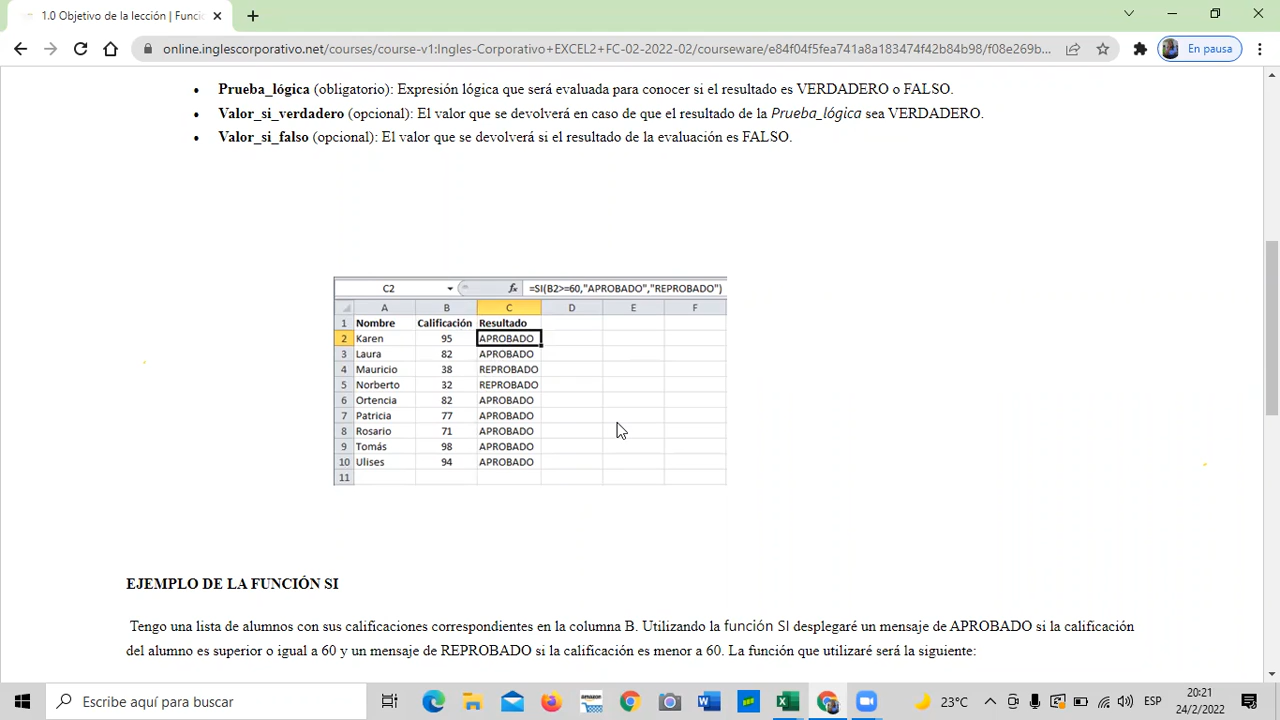 1.0 Objetivo de la lección | Funci
online.inglescorporativo.net/courses/course-v1:Ingles-Corporativo+EXCEL2+FC-02-2022-02/courseware/e84f04f5fea741a8a183474f42b84b98/f08e269b...
En pausa
• Prueba_lógica (obligatorio): Expresión lógica que será evaluada para conocer si el resultado es VERDADERO o FALSO.
• Valor_si_verdadero (opcional): El valor que se devolverá en caso de que el resultado de la Prueba_lógica sea VERDADERO.
• Valor_si_falso (opcional): El valor que se devolverá si el resultado de la evaluación es FALSO.
C2 fx =SI(B2>=60,"APROBADO","REPROBADO")
A B C D E F
1 Nombre Calificación Resultado
2 Karen 95 APROBADO
3 Laura 82 APROBADO
4 Mauricio 38 REPROBADO
5 Norberto 32 REPROBADO
6 Ortencia 82 APROBADO
7 Patricia 77 APROBADO
8 Rosario 71 APROBADO
9 Tomás 98 APROBADO
10 Ulises 94 APROBADO
11
EJEMPLO DE LA FUNCIÓN SI
Tengo una lista de alumnos con sus calificaciones correspondientes en la columna B. Utilizando la función SI desplegaré un mensaje de APROBADO si la calificación
del alumno es superior o igual a 60 y un mensaje de REPROBADO si la calificación es menor a 60. La función que utilizaré será la siguiente:
Escribe aquí para buscar
amazon
23°C
ESP
20:21
24/2/2022